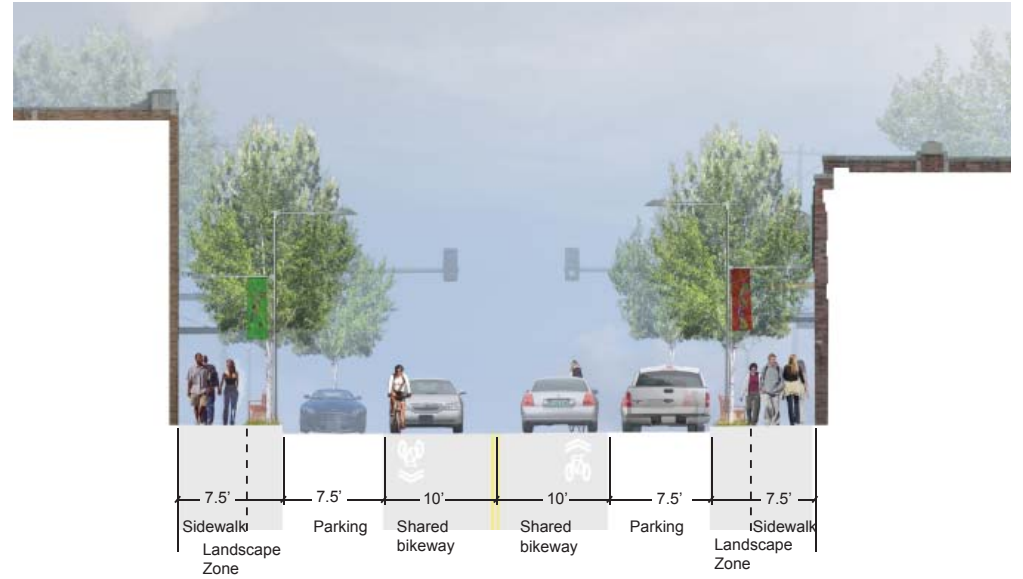 7.5’ 7.5’ 10’ 10’ 7.5’ 7.5’
Sidewalk Parking Shared Shared Parking Sidewalk
bikeway bikeway
Landscape Landscape
Zone Zone